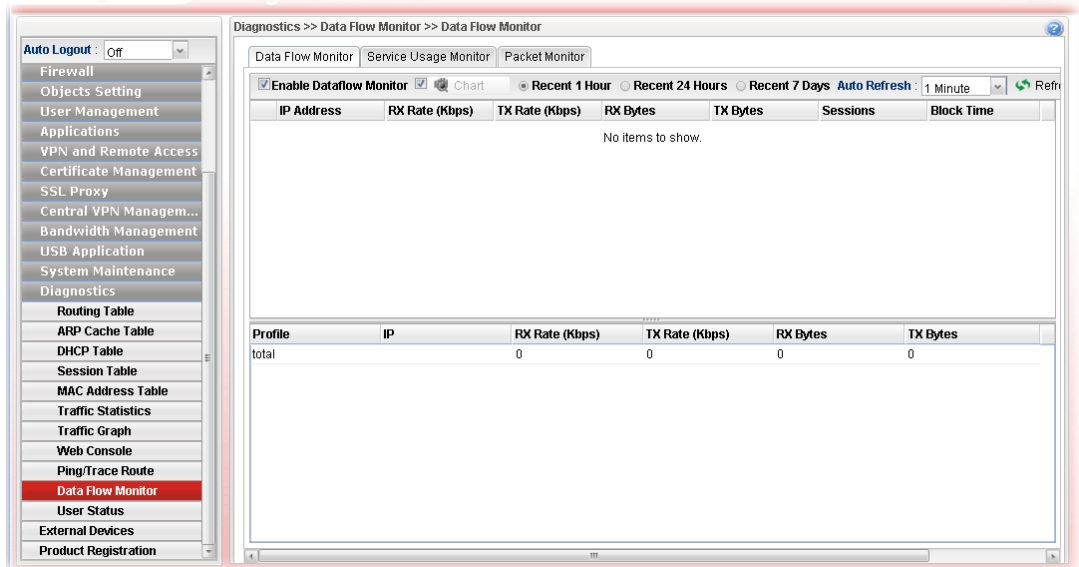 Diagnostics >> Data Flow Monitor >> Data Flow Monitor
Auto Logout : Off
Firewall
Objects Setting
User Management
Applications
VPN and Remote Access
Certificate Management
SSL Proxy
Central VPN Managem...
Bandwidth Management
USB Application
System Maintenance
Diagnostics
Routing Table
ARP Cache Table
DHCP Table
Session Table
MAC Address Table
Traffic Statistics
Traffic Graph
Web Console
Ping/Trace Route
Data Flow Monitor
User Status
External Devices
Product Registration
Data Flow Monitor Service Usage Monitor Packet Monitor
Enable Dataflow Monitor Chart Recent 1 Hour Recent 24 Hours Recent 7 Days Auto Refresh : 1 Minute Refre
IP Address RX Rate (Kbps) TX Rate (Kbps) RX Bytes TX Bytes Sessions Block Time
No items to show.
Profile IP RX Rate (Kbps) TX Rate (Kbps) RX Bytes TX Bytes
total 0 0 0 0